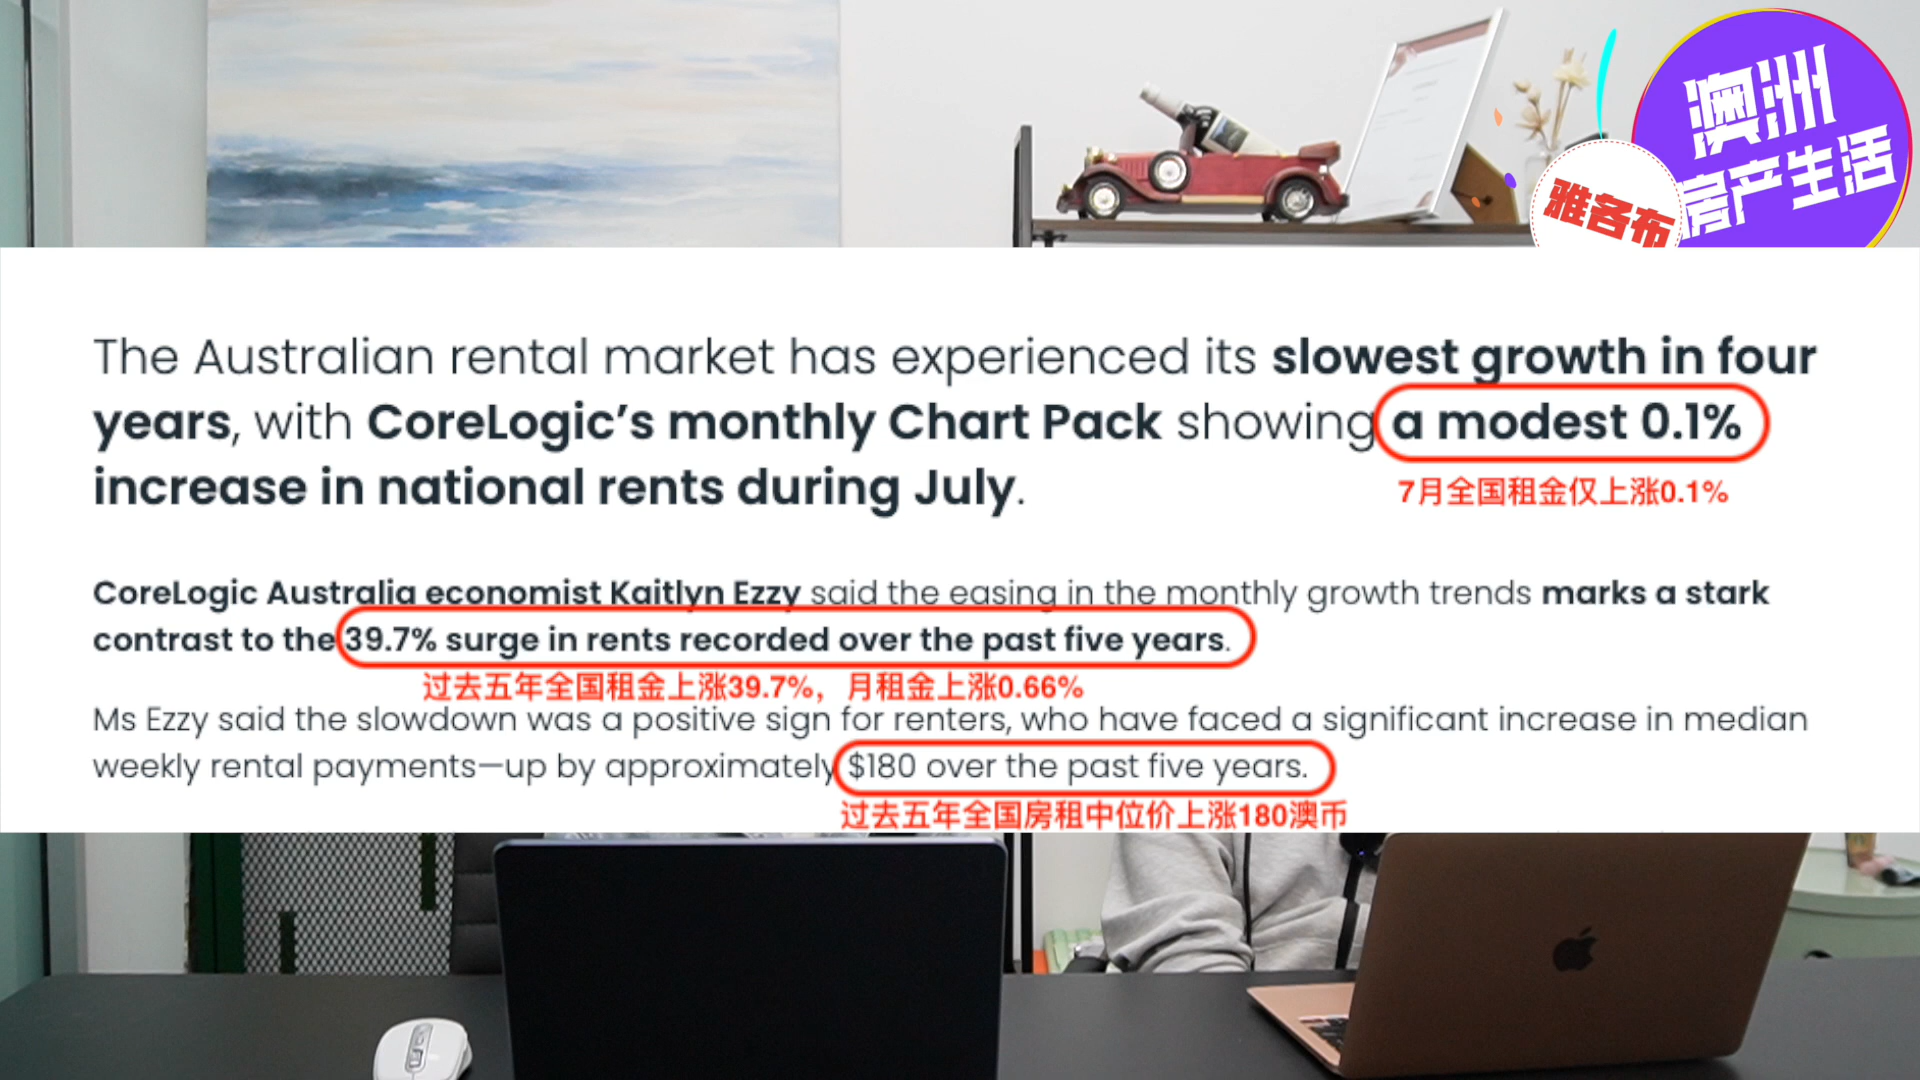 澳洲
房产生活
雅各布
The Australian rental market has experienced its slowest growth in four
years, with CoreLogic’s monthly Chart Pack showing a modest 0.1%
7月全国租金仅上涨0.1%
increase in national rents during July.
CoreLogic Australia economist Kaitlyn Ezzy said the easing in the monthly growth trends marks a stark
contrast to the 39.7% surge in rents recorded over the past five years.
过去五年全国租金上涨39.7%，月租金上涨0.66%
Ms Ezzy said the slowdown was a positive sign for renters, who have faced a significant increase in median
weekly rental payments—up by approximately $180 over the past five years.
过去五年全国房租中位价上涨180澳币